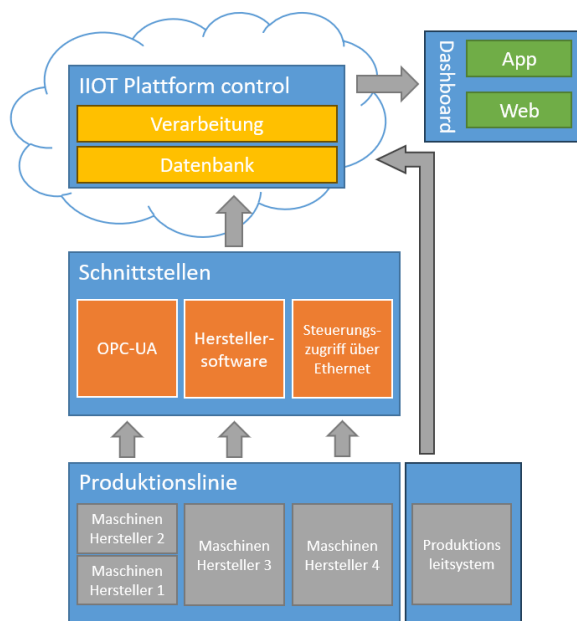 IIOT Plattform control
Verarbeitung
Datenbank
Dashboard
App
Web
Schnittstellen
OPC-UA
Hersteller-
software
Steuerungs-
zugriff über
Ethernet
Produktionslinie
Maschinen
Hersteller 2
Maschinen
Hersteller 1
Maschinen
Hersteller 3
Maschinen
Hersteller 4
Produktions
leitsystem